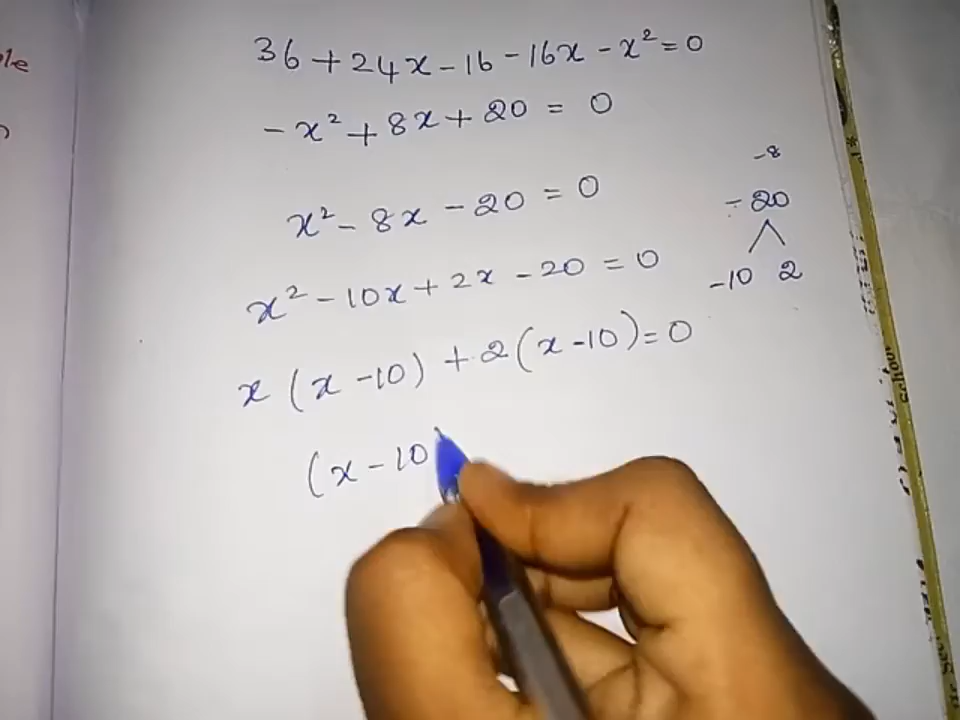 36 + 24x - 16 - 16x - x² = 0
- x² + 8x + 20 = 0
x² - 8x - 20 = 0
-8
-20
-10 2
x² - 10x + 2x - 20 = 0
x (x - 10) + 2 (x - 10) = 0
(x - 10